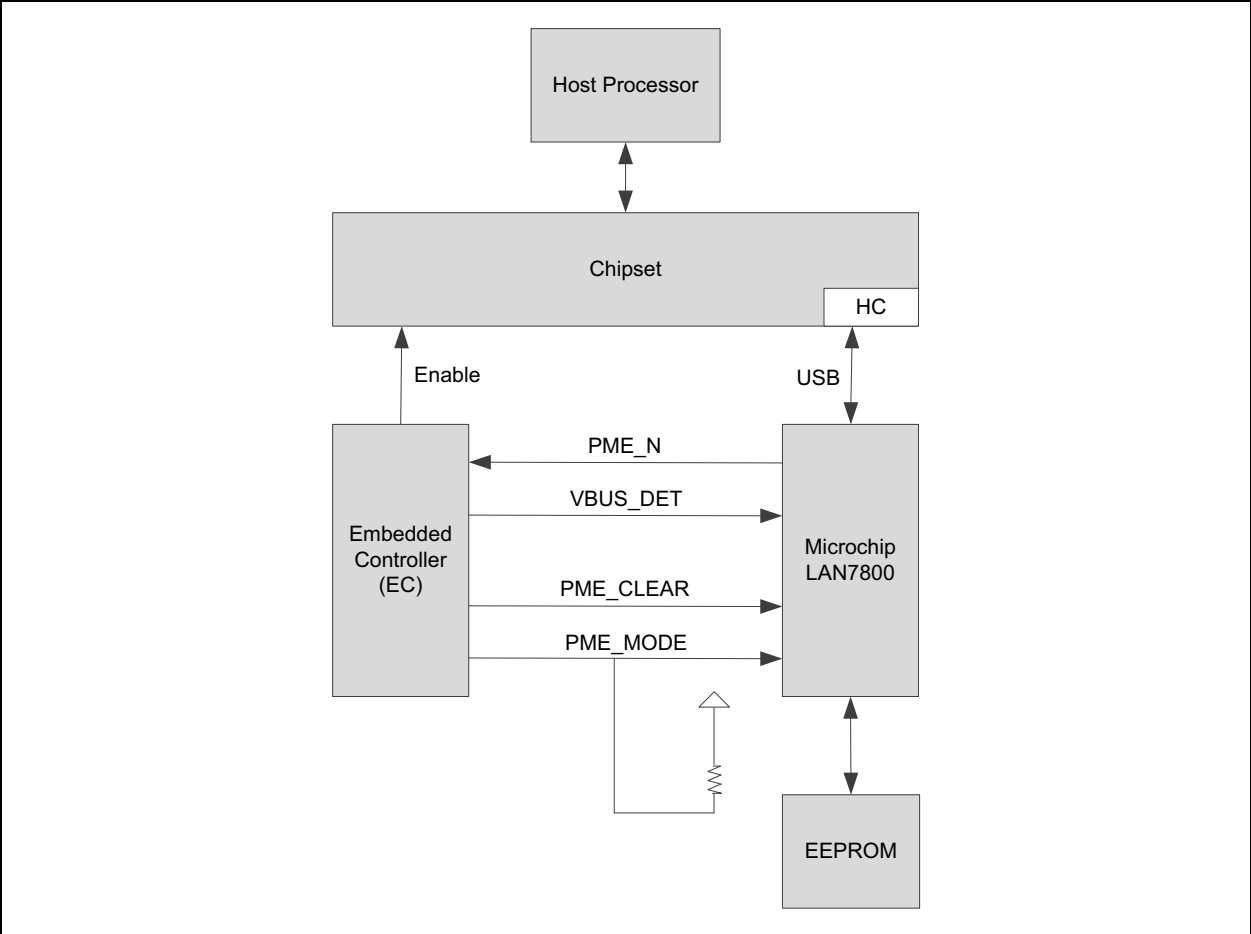 Host Processor
Chipset
HC
Enable
USB
PME_N
VBUS_DET
Embedded
Controller
(EC)
Microchip
LAN7800
PME_CLEAR
PME_MODE
EEPROM